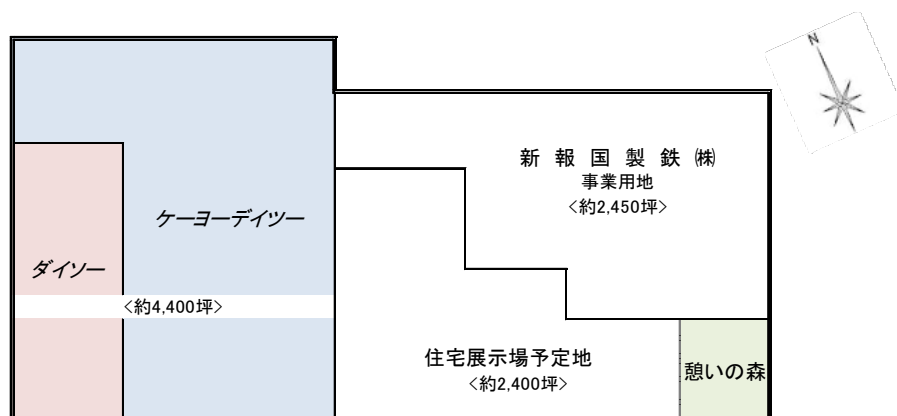 N
新報国製鉄㈱
事業用地
<約2,450坪>
ケーヨーデイツー
ダイソー
<約4,400坪>
住宅展示場予定地
<約2,400坪>
憩いの森